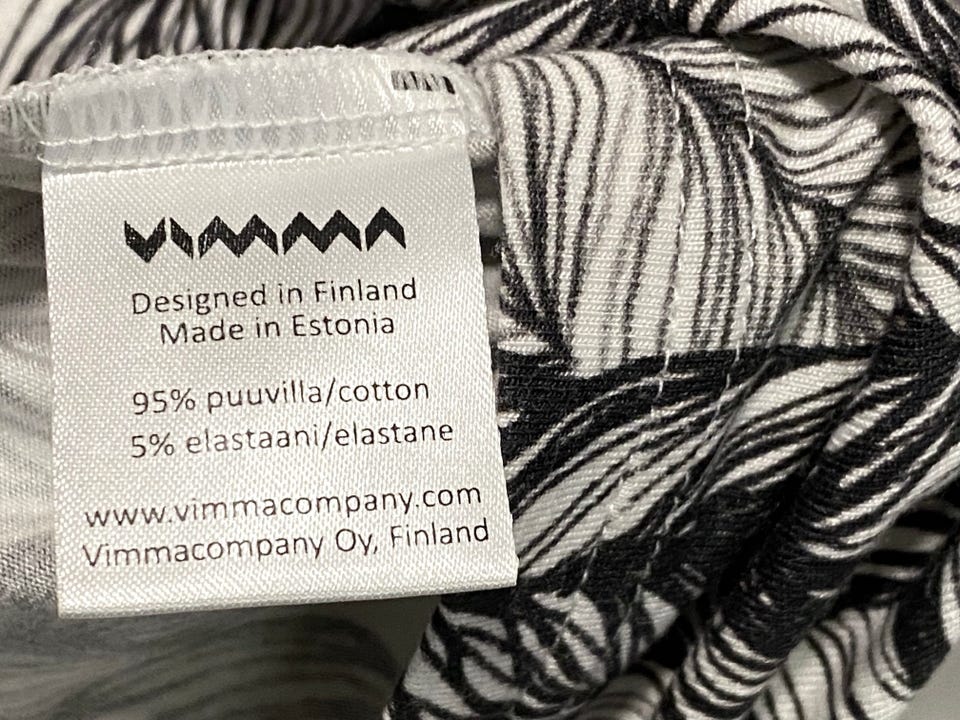 VIMMA
Designed in Finland
Made in Estonia
95% puuvilla/cotton
5% elastaani/elastane
www.vimmacompany.com
Vimmacompany Oy, Finland